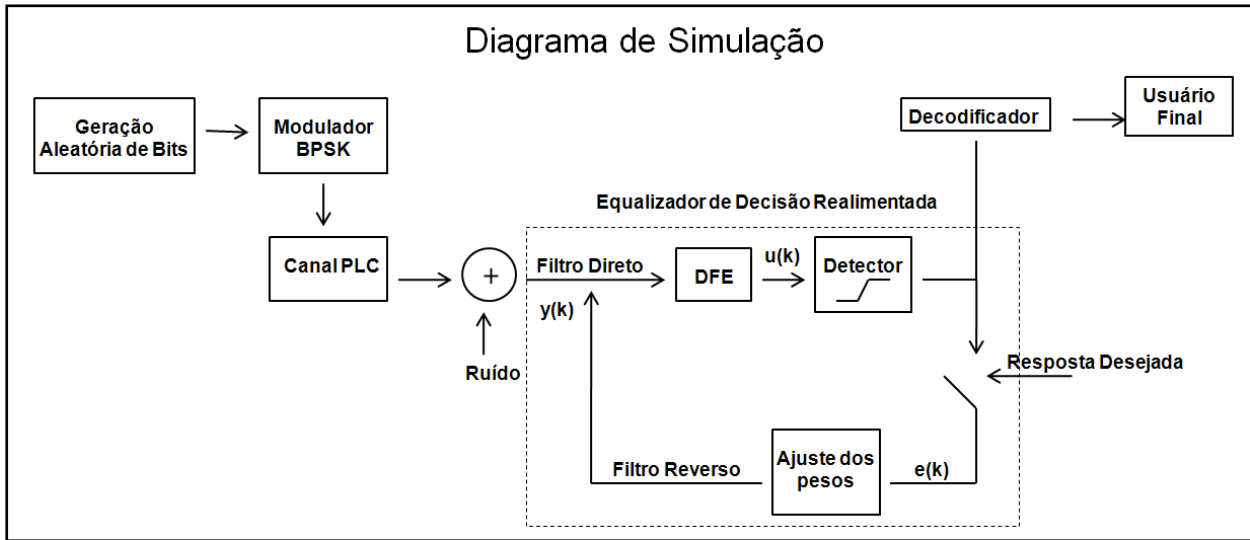 Diagrama de Simulação
Geração
Aleatória de Bits
Modulador
BPSK
Decodificador
Usuário
Final
Equalizador de Decisão Realimentada
Canal PLC
+
Filtro Direto
y(k)
DFE
u(k)
Detector
Ruído
Resposta Desejada
Filtro Reverso
Ajuste dos
pesos
e(k)